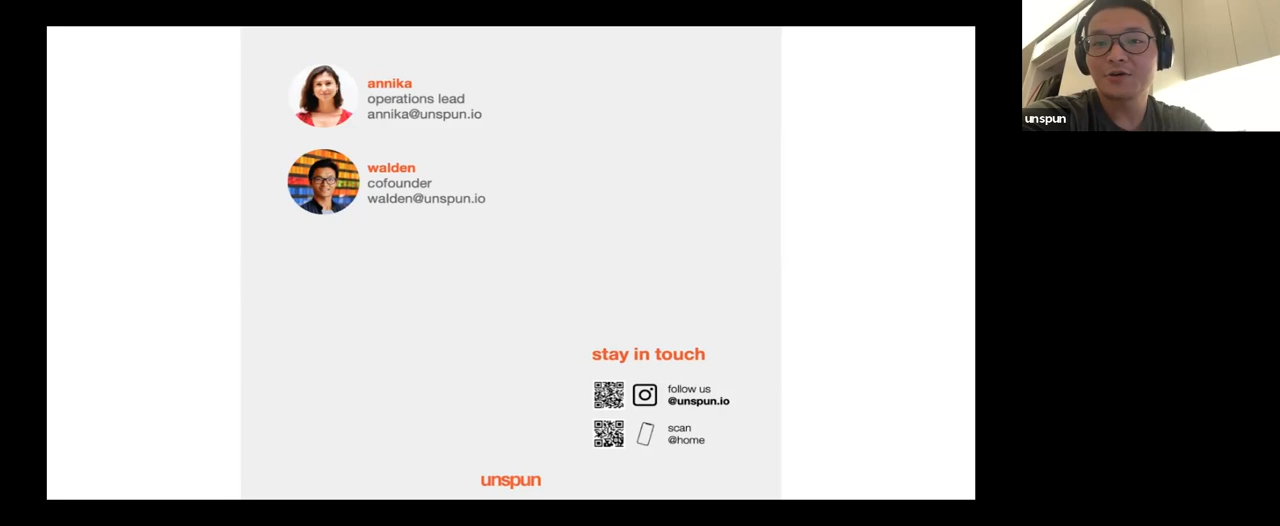 annika
operations lead
annika@unspun.io
walden
cofounder
walden@unspun.io
stay in touch
follow us
@unspun.io
scan
@home
unspun
unspun